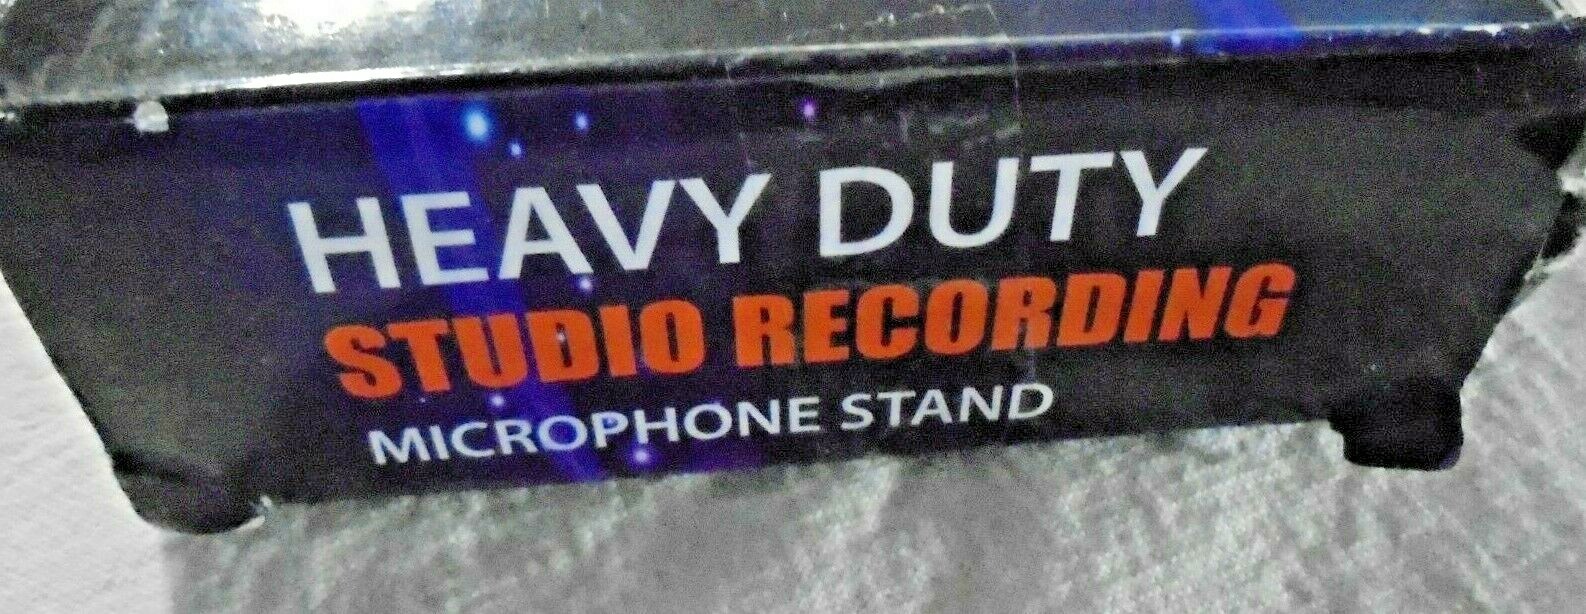 HEAVY DUTY
STUDIO RECORDING
MICROPHONE STAND